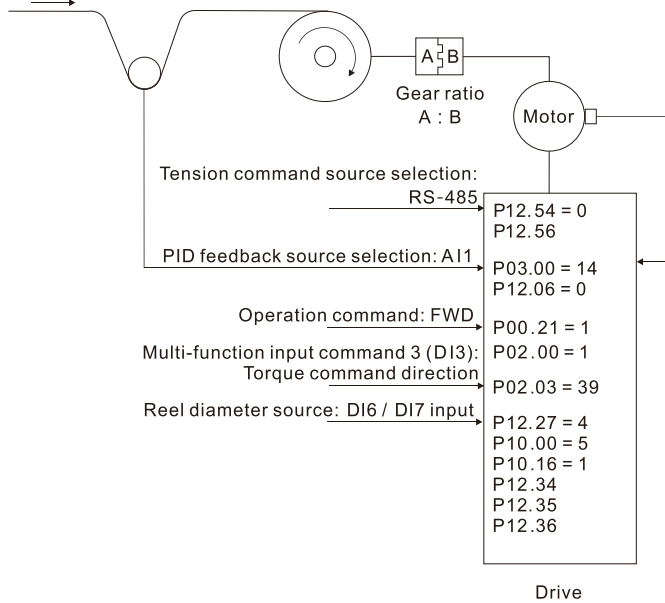 A B
Gear ratio
A : B
Motor
Tension command source selection:
RS-485
P12.54 = 0
P12.56
PID feedback source selection: AI1
P03.00 = 14
P12.06 = 0
Operation command: FWD
P00.21 = 1
Multi-function input command 3 (DI3):
P02.00 = 1
Torque command direction
P02.03 = 39
Reel diameter source: DI6 / DI7 input
P12.27 = 4
P10.00 = 5
P10.16 = 1
P12.34
P12.35
P12.36
Drive